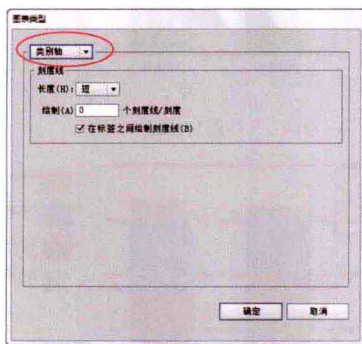 图表类型
类别轴
刻度线
长度(H): 短
绘制(A) 0 个刻度线/刻度
在标签之间绘制刻度线(B)
确定 取消